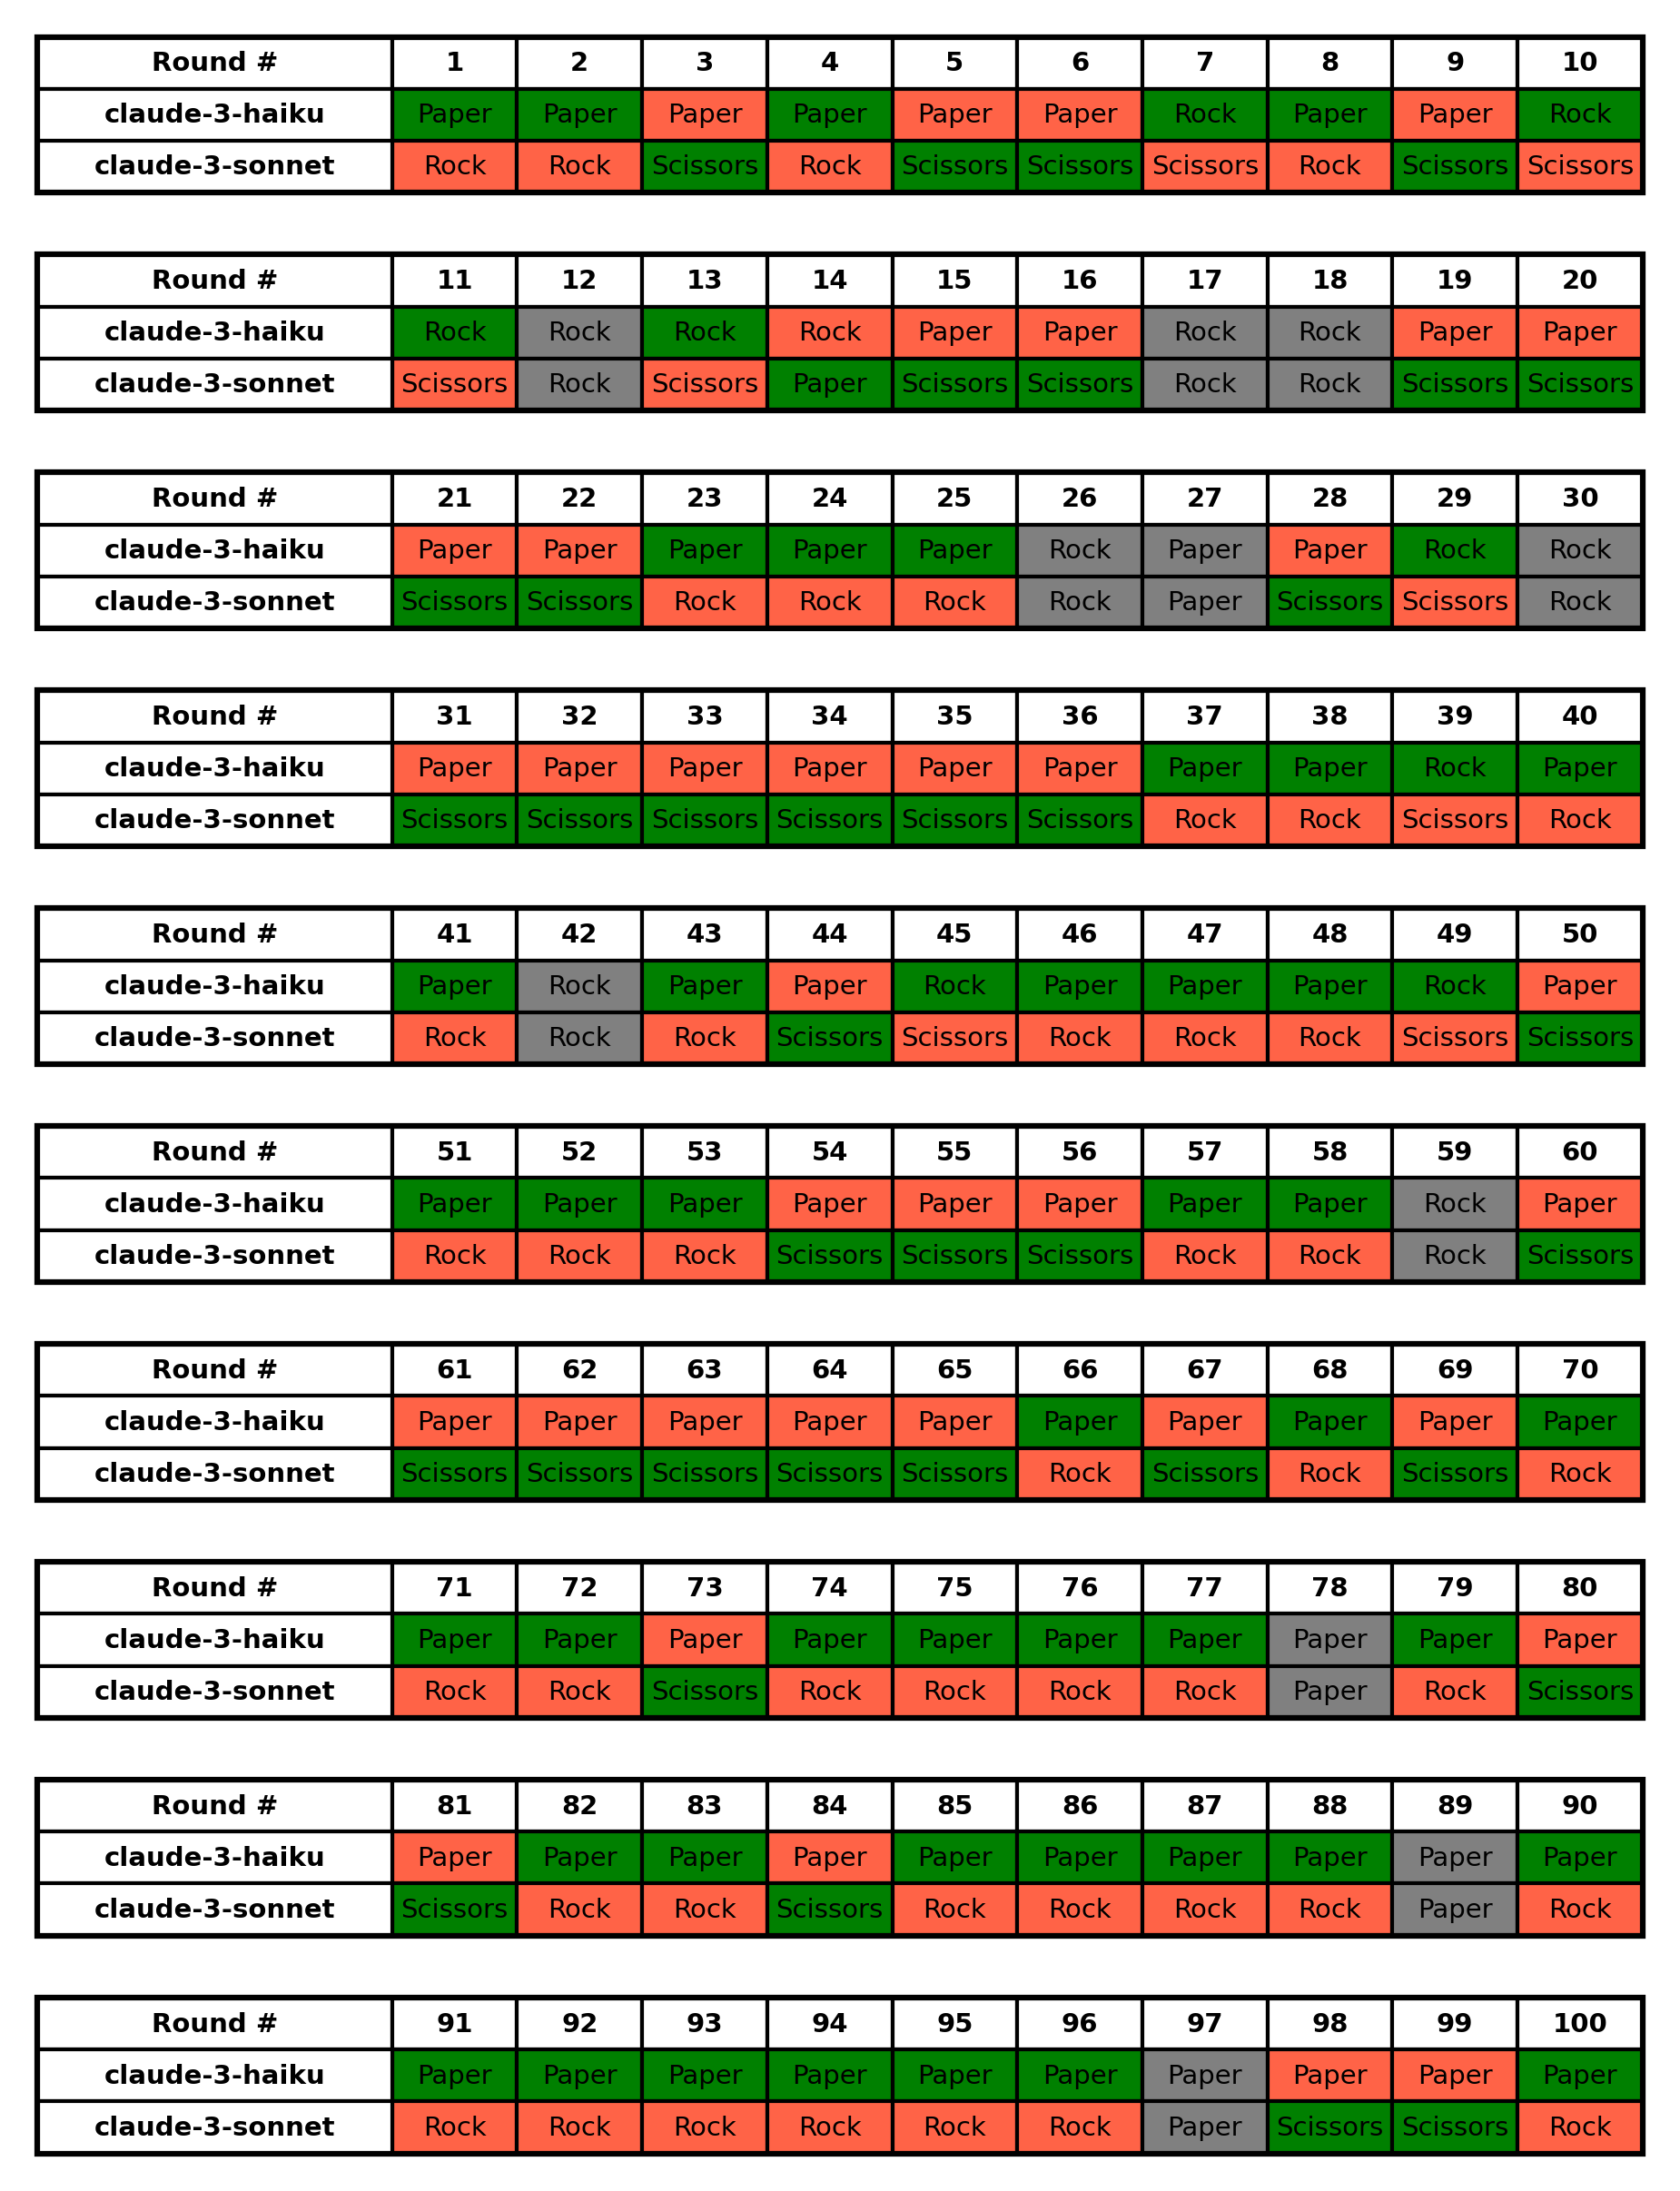 Round # 1 2 3 4 5 6 7 8 9 10
claude-3-haiku Paper Paper Paper Paper Paper Paper Rock Paper Paper Rock
claude-3-sonnet Rock Rock Scissors Rock Scissors Scissors Scissors Rock Scissors Scissors
Round # 11 12 13 14 15 16 17 18 19 20
claude-3-haiku Rock Rock Rock Rock Paper Paper Rock Rock Paper Paper
claude-3-sonnet Scissors Rock Scissors Paper Scissors Scissors Rock Rock Scissors Scissors
Round # 21 22 23 24 25 26 27 28 29 30
claude-3-haiku Paper Paper Paper Paper Paper Rock Paper Paper Rock Rock
claude-3-sonnet Scissors Scissors Rock Rock Rock Rock Paper Scissors Scissors Rock
Round # 31 32 33 34 35 36 37 38 39 40
claude-3-haiku Paper Paper Paper Paper Paper Paper Paper Paper Rock Paper
claude-3-sonnet Scissors Scissors Scissors Scissors Scissors Scissors Rock Rock Scissors Rock
Round # 41 42 43 44 45 46 47 48 49 50
claude-3-haiku Paper Rock Paper Paper Rock Paper Paper Paper Rock Paper
claude-3-sonnet Rock Rock Rock Scissors Scissors Rock Rock Rock Scissors Scissors
Round # 51 52 53 54 55 56 57 58 59 60
claude-3-haiku Paper Paper Paper Paper Paper Paper Paper Paper Rock Paper
claude-3-sonnet Rock Rock Rock Scissors Scissors Scissors Rock Rock Rock Scissors
Round # 61 62 63 64 65 66 67 68 69 70
claude-3-haiku Paper Paper Paper Paper Paper Paper Paper Paper Paper Paper
claude-3-sonnet Scissors Scissors Scissors Scissors Scissors Rock Scissors Rock Scissors Rock
Round # 71 72 73 74 75 76 77 78 79 80
claude-3-haiku Paper Paper Paper Paper Paper Paper Paper Paper Paper Paper
claude-3-sonnet Rock Rock Scissors Rock Rock Rock Rock Paper Rock Scissors
Round # 81 82 83 84 85 86 87 88 89 90
claude-3-haiku Paper Paper Paper Paper Paper Paper Paper Paper Paper Paper
claude-3-sonnet Scissors Rock Rock Scissors Rock Rock Rock Rock Paper Rock
Round # 91 92 93 94 95 96 97 98 99 100
claude-3-haiku Paper Paper Paper Paper Paper Paper Paper Paper Paper Paper
claude-3-sonnet Rock Rock Rock Rock Rock Rock Paper Scissors Scissors Rock